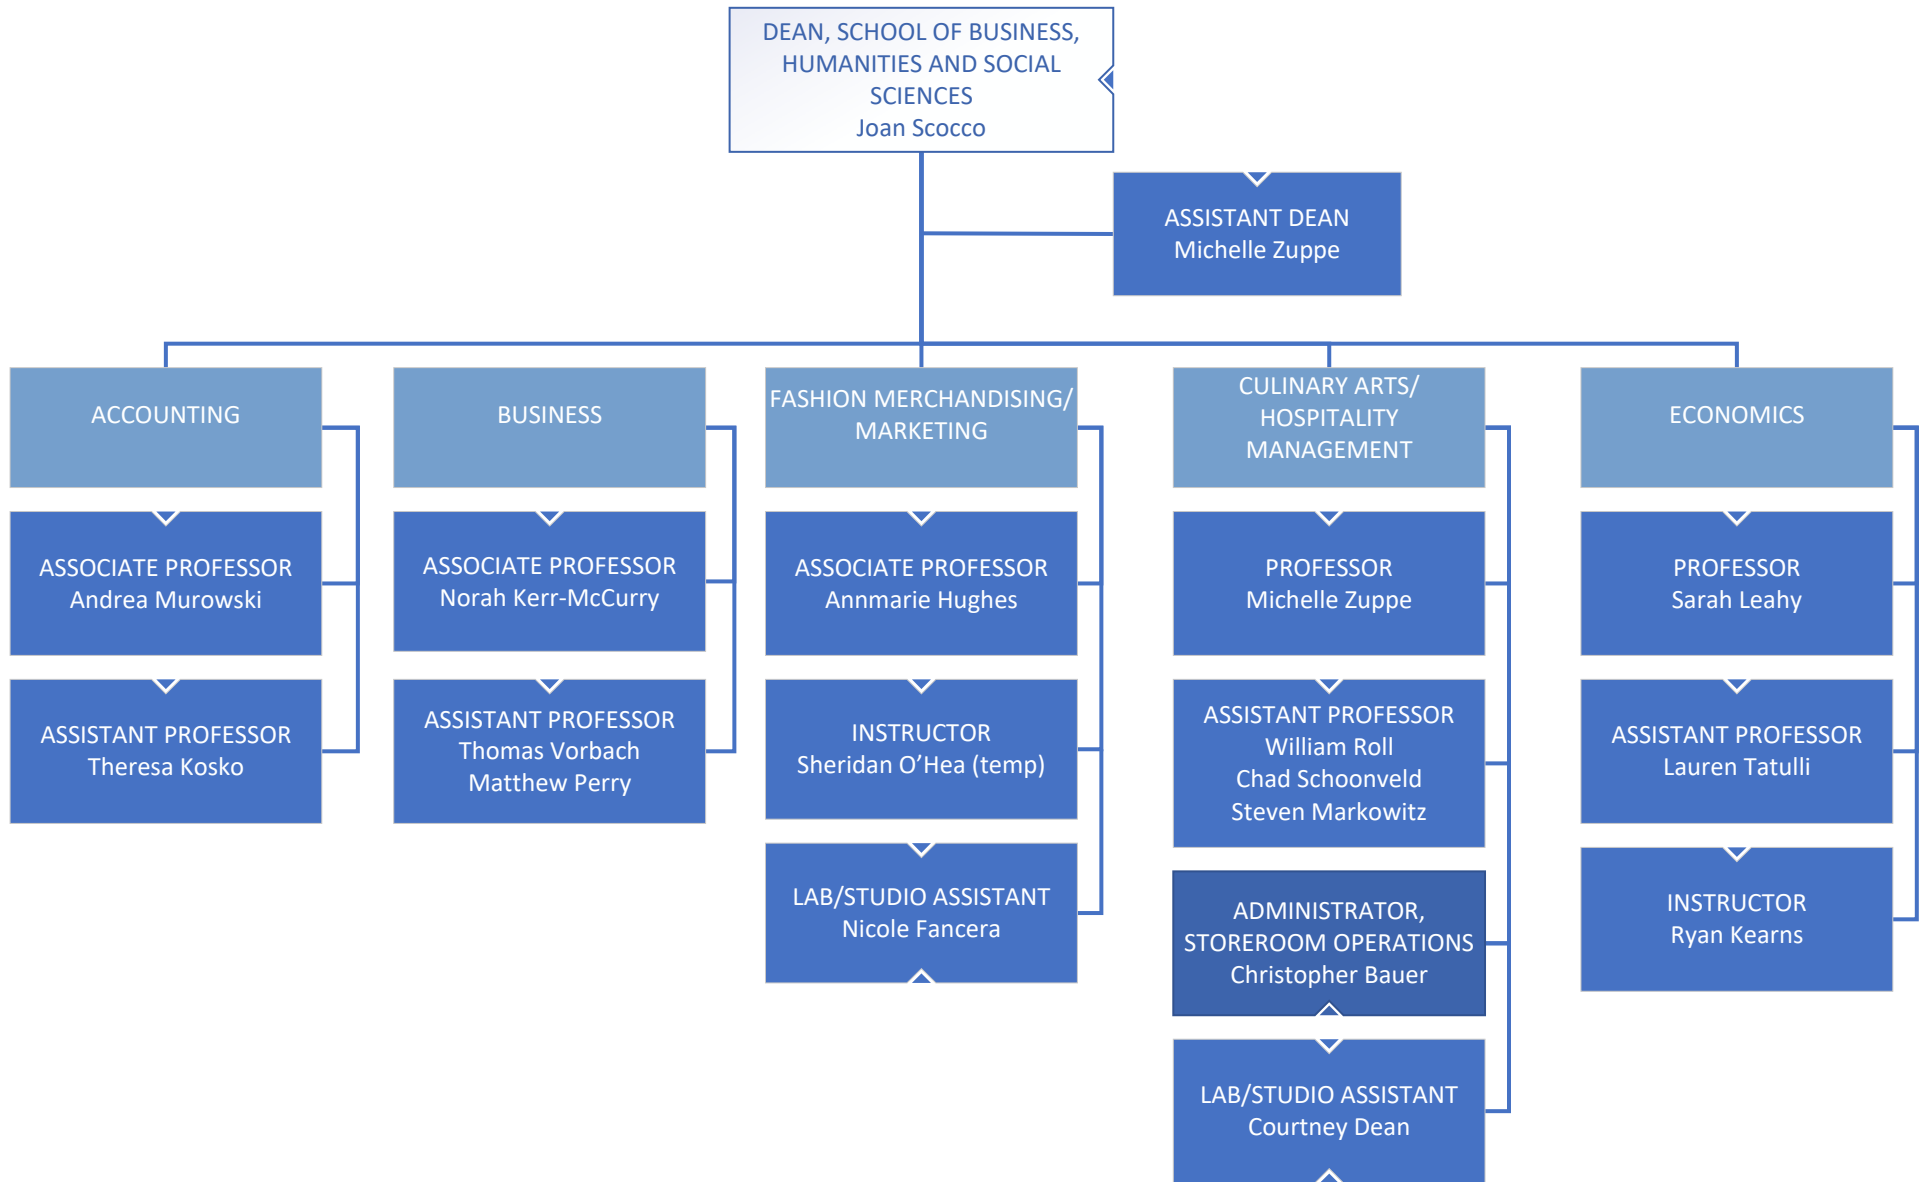 DEAN, SCHOOL OF BUSINESS,
HUMANITIES AND SOCIAL
SCIENCES
Joan Scocco
ASSISTANT DEAN
Michelle Zuppe
ACCOUNTING
ASSOCIATE PROFESSOR
Andrea Murowski
ASSISTANT PROFESSOR
Theresa Kosko
BUSINESS
ASSOCIATE PROFESSOR
Norah Kerr-McCurry
ASSISTANT PROFESSOR
Thomas Vorbach
Matthew Perry
FASHION MERCHANDISING/
MARKETING
ASSOCIATE PROFESSOR
Annmarie Hughes
INSTRUCTOR
Sheridan O’Hea (temp)
LAB/STUDIO ASSISTANT
Nicole Fancera
CULINARY ARTS/
HOSPITALITY
MANAGEMENT
PROFESSOR
Michelle Zuppe
ASSISTANT PROFESSOR
William Roll
Chad Schoonveld
Steven Markowitz
ADMINISTRATOR,
STOREROOM OPERATIONS
Christopher Bauer
LAB/STUDIO ASSISTANT
Courtney Dean
ECONOMICS
PROFESSOR
Sarah Leahy
ASSISTANT PROFESSOR
Lauren Tatulli
INSTRUCTOR
Ryan Kearns